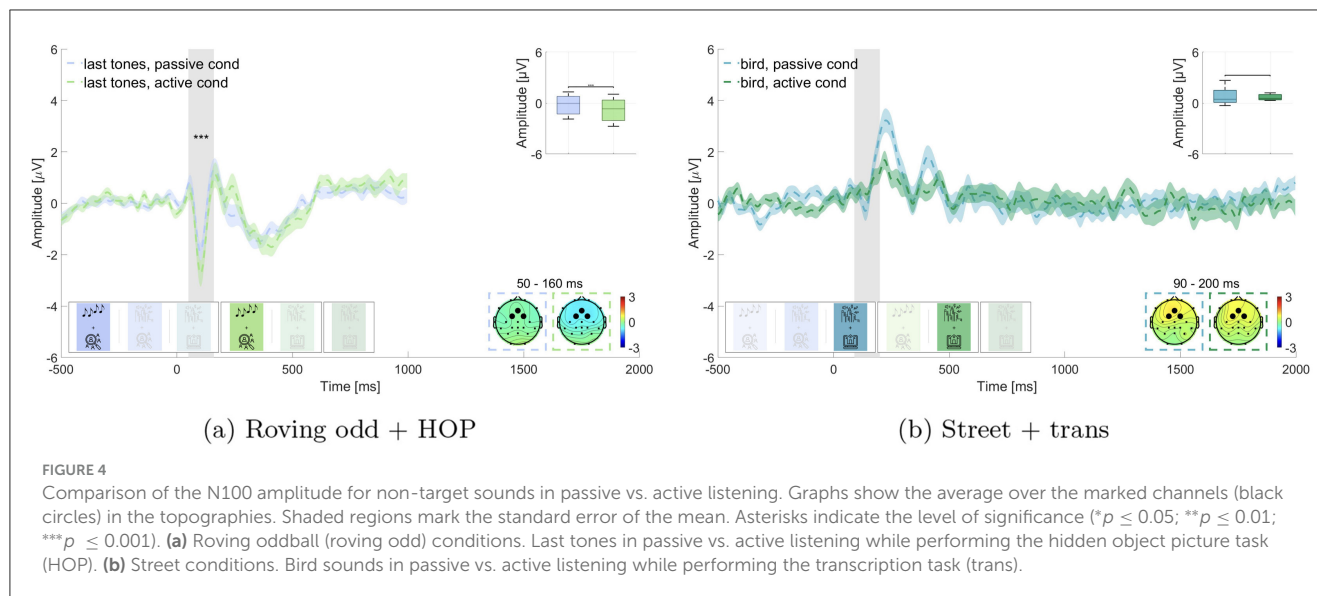 last tones, passive cond
last tones, active cond
Amplitude [µV]
6
4
2
0
-2
-4
-6
***
Amplitude [µV]
6
0
-6
50 - 160 ms
3
0
-3
-500
0
500
1000
1500
2000
Time [ms]
(a) Roving odd + HOP
bird, passive cond
bird, active cond
Amplitude [µV]
6
4
2
0
-2
-4
-6
Amplitude [µV]
6
0
-6
90 - 200 ms
3
0
-3
-500
0
500
1000
1500
2000
Time [ms]
(b) Street + trans
FIGURE 4
Comparison of the N100 amplitude for non-target sounds in passive vs. active listening. Graphs show the average over the marked channels (black
circles) in the topographies. Shaded regions mark the standard error of the mean. Asterisks indicate the level of significance (*p ≤ 0.05; **p ≤ 0.01;
***p ≤ 0.001). (a) Roving oddball (roving odd) conditions. Last tones in passive vs. active listening while performing the hidden object picture task
(HOP). (b) Street conditions. Bird sounds in passive vs. active listening while performing the transcription task (trans).